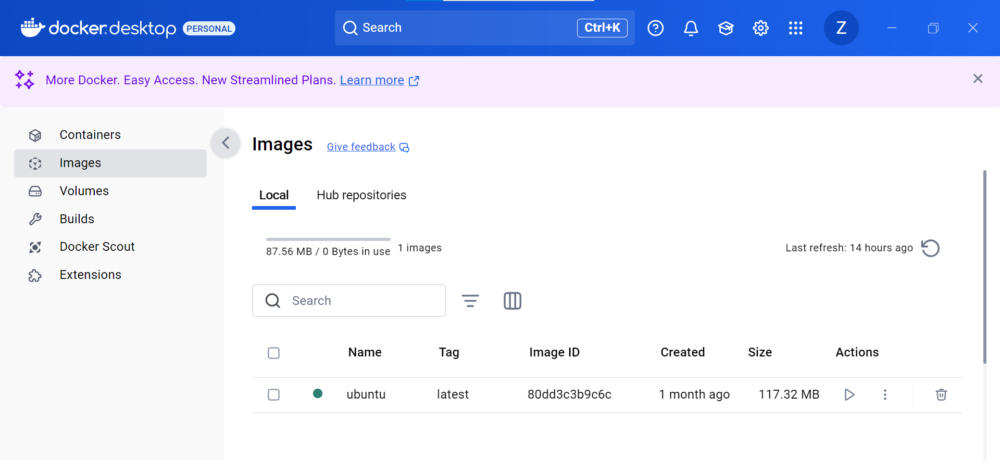 docker.desktop PERSONAL
Search Ctrl+K
Z
More Docker. Easy Access. New Streamlined Plans. Learn more
Containers
Images
Volumes
Builds
Docker Scout
Extensions
Images Give feedback
Local Hub repositories
87.56 MB / 0 Bytes in use 1 images
Last refresh: 14 hours ago
Search
Name Tag Image ID Created Size Actions
ubuntu latest 80dd3c3b9c6c 1 month ago 117.32 MB